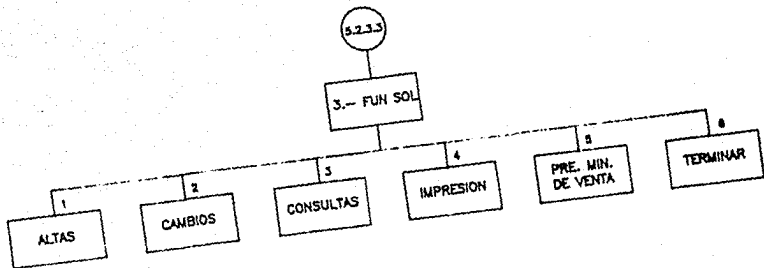 5.2.3.3
3.- FUN SOL
1
2
3
4
5
6
ALTAS
CAMBIOS
CONSULTAS
IMPRESION
PRE. MIN.
DE VENTA
TERMINAR